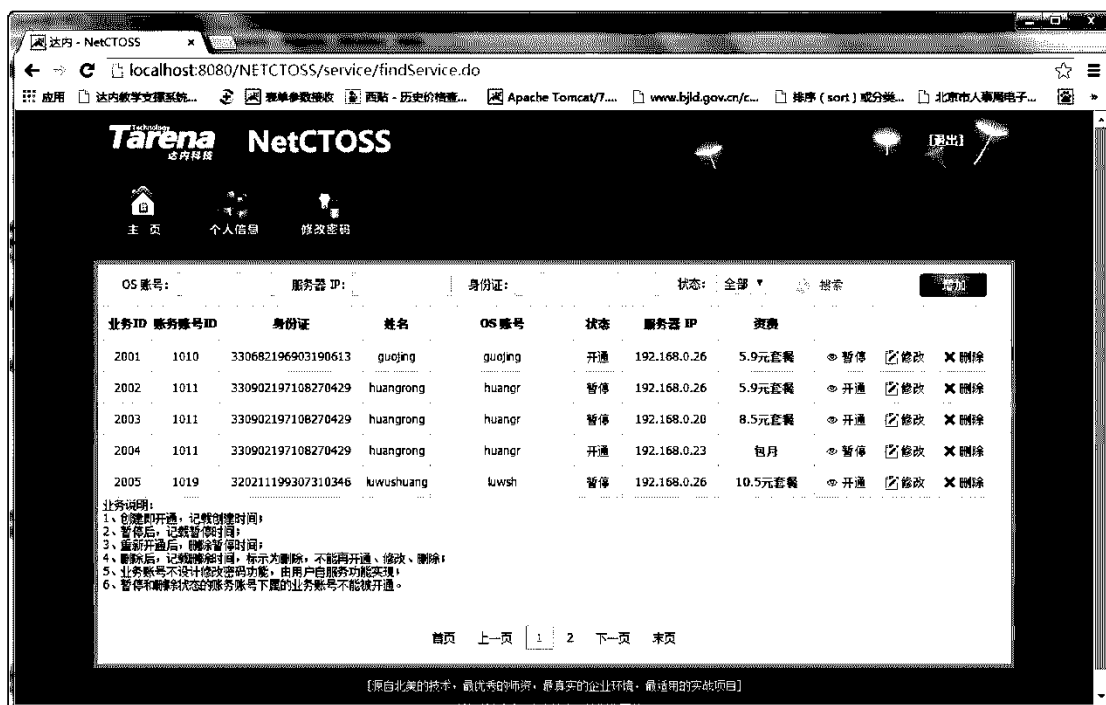 达内 - NetCTOSS
localhost:8080/NETCTOSS/service/findService.do
应用 达内教学支撑系统... 表单参数接收 西贴 - 历史价格查... Apache Tomcat/7.... www.bjld.gov.cn/c... 排序 ( sort ) 或分类... 北京市人事局电子...
Technology
Tarena NetCTOSS [退出]
达内科技
主 页 个人信息 修改密码
OS 账号: 服务器 IP: 身份证: 状态: 全部 搜索 增加
业务ID 账务账号ID 身份证 姓名 OS 账号 状态 服务器 IP 资费
2001 1010 330682196903190613 guojing guojing 开通 192.168.0.26 5.9元套餐 暂停 修改 删除
2002 1011 330902197108270429 huangrong huangr 暂停 192.168.0.26 5.9元套餐 开通 修改 删除
2003 1011 330902197108270429 huangrong huangr 暂停 192.168.0.20 8.5元套餐 开通 修改 删除
2004 1011 330902197108270429 huangrong huangr 开通 192.168.0.23 包月 暂停 修改 删除
2005 1019 320211199307310346 luwushuang luwsh 暂停 192.168.0.26 10.5元套餐 开通 修改 删除
业务说明:
1、创建即开通，记载创建时间;
2、暂停后，记载暂停时间;
3、重新开通后，删除暂停时间;
4、删除后，记载删除时间，标示为删除，不能再开通、修改、删除;
5、业务账号不设计修改密码功能，由用户自服务功能实现;
6、暂停和删除状态的账务账号下属的业务账号不能被开通。
首页 上一页 1 2 下一页 末页
[源自北美的技术，最优秀的师资，最真实的企业环境，最适用的实战项目]